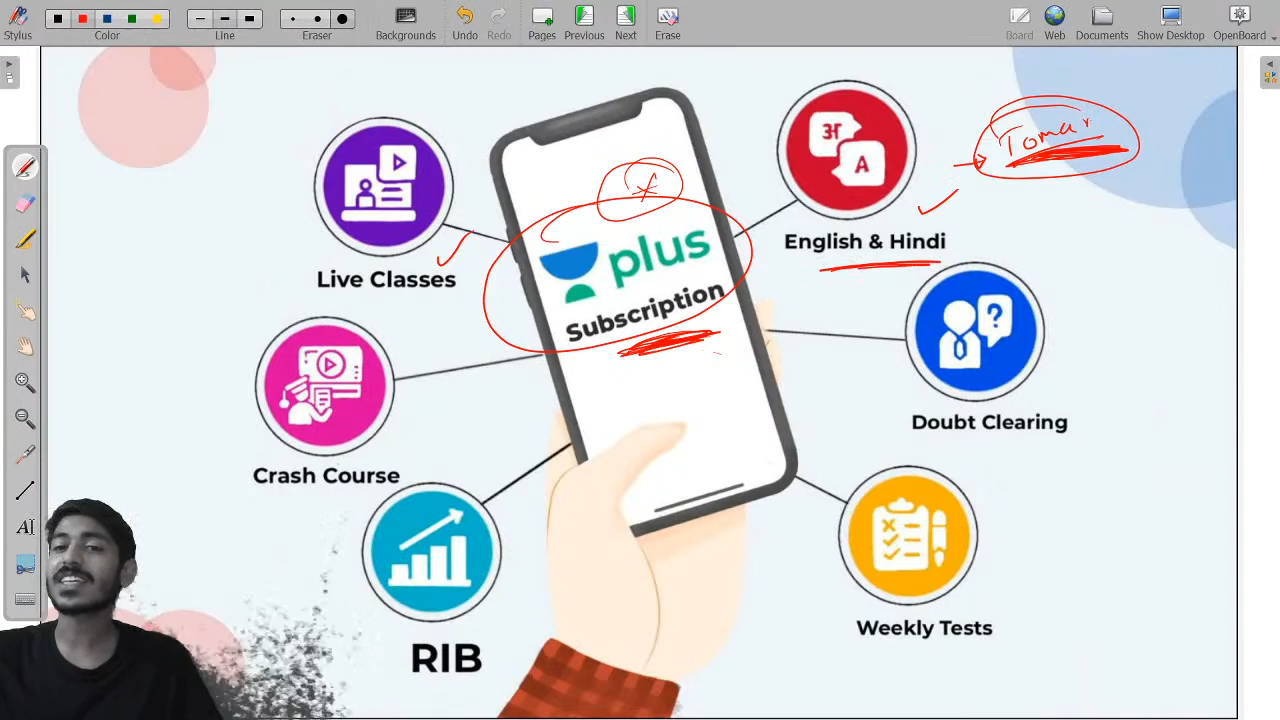 Stylus
Color
Line
Eraser
Backgrounds
Undo
Redo
Pages
Previous
Next
Erase
Board
Web
Documents
Show Desktop
OpenBoard
Tomar
अ
A
plus
Subscription
English & Hindi
Live Classes
?
Doubt Clearing
Crash Course
Weekly Tests
RIB
AI